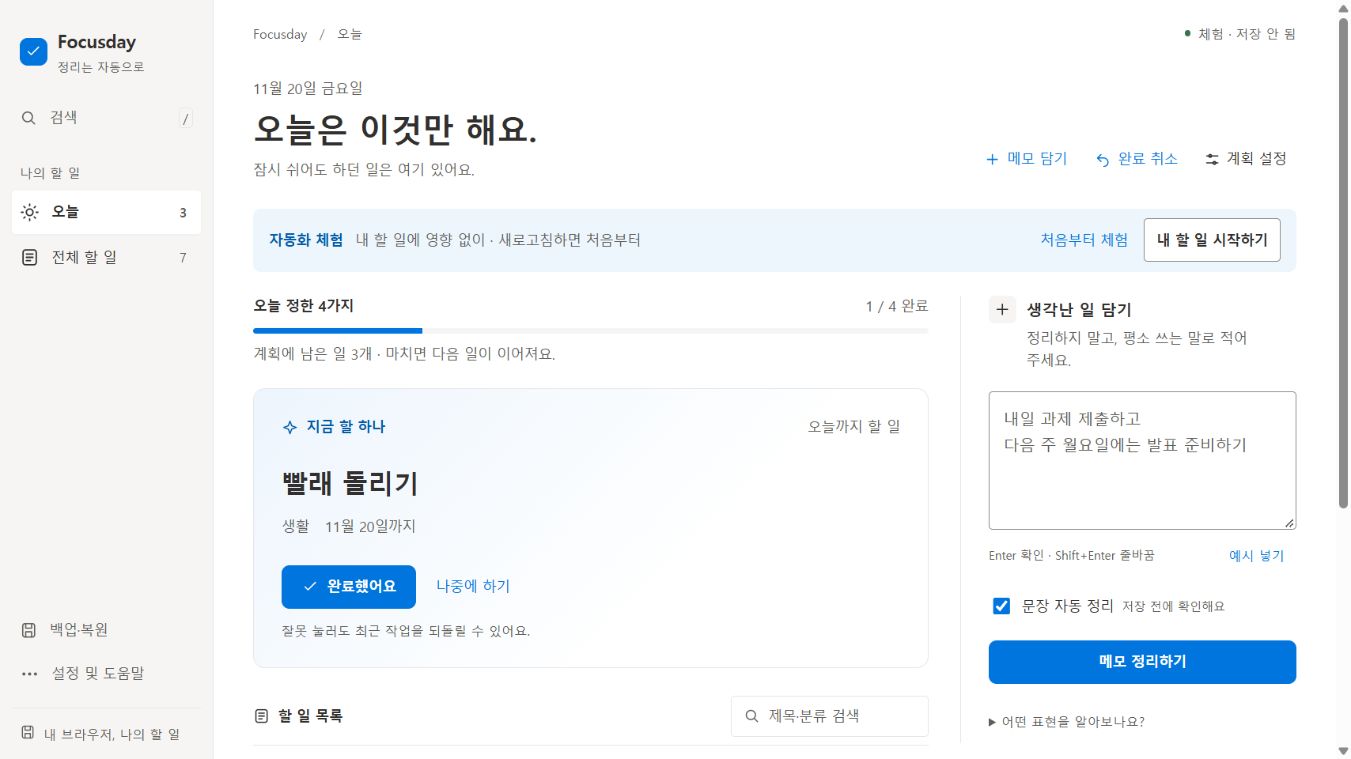 Focusday
정리는 자동으로
검색
/
나의 할 일
오늘 3
전체 할 일 7
백업·복원
설정 및 도움말
내 브라우저, 나의 할 일
Focusday / 오늘
체험 · 저장 안 됨
11월 20일 금요일
오늘은 이것만 해요.
잠시 쉬어도 하던 일은 여기 있어요.
메모 담기
완료 취소
계획 설정
자동화 체험 내 할 일에 영향 없이 · 새로고침하면 처음부터
처음부터 체험
내 할 일 시작하기
오늘 정한 4가지
1 / 4 완료
계획에 남은 일 3개 · 마치면 다음 일이 이어져요.
지금 할 하나
오늘까지 할 일
빨래 돌리기
생활 11월 20일까지
완료했어요
나중에 하기
잘못 눌러도 최근 작업을 되돌릴 수 있어요.
할 일 목록
제목·분류 검색
생각난 일 담기
정리하지 말고, 평소 쓰는 말로 적어
주세요.
내일 과제 제출하고
다음 주 월요일에는 발표 준비하기
Enter 확인 · Shift+Enter 줄바꿈
예시 넣기
문장 자동 정리 저장 전에 확인해요
메모 정리하기
어떤 표현을 알아보나요?